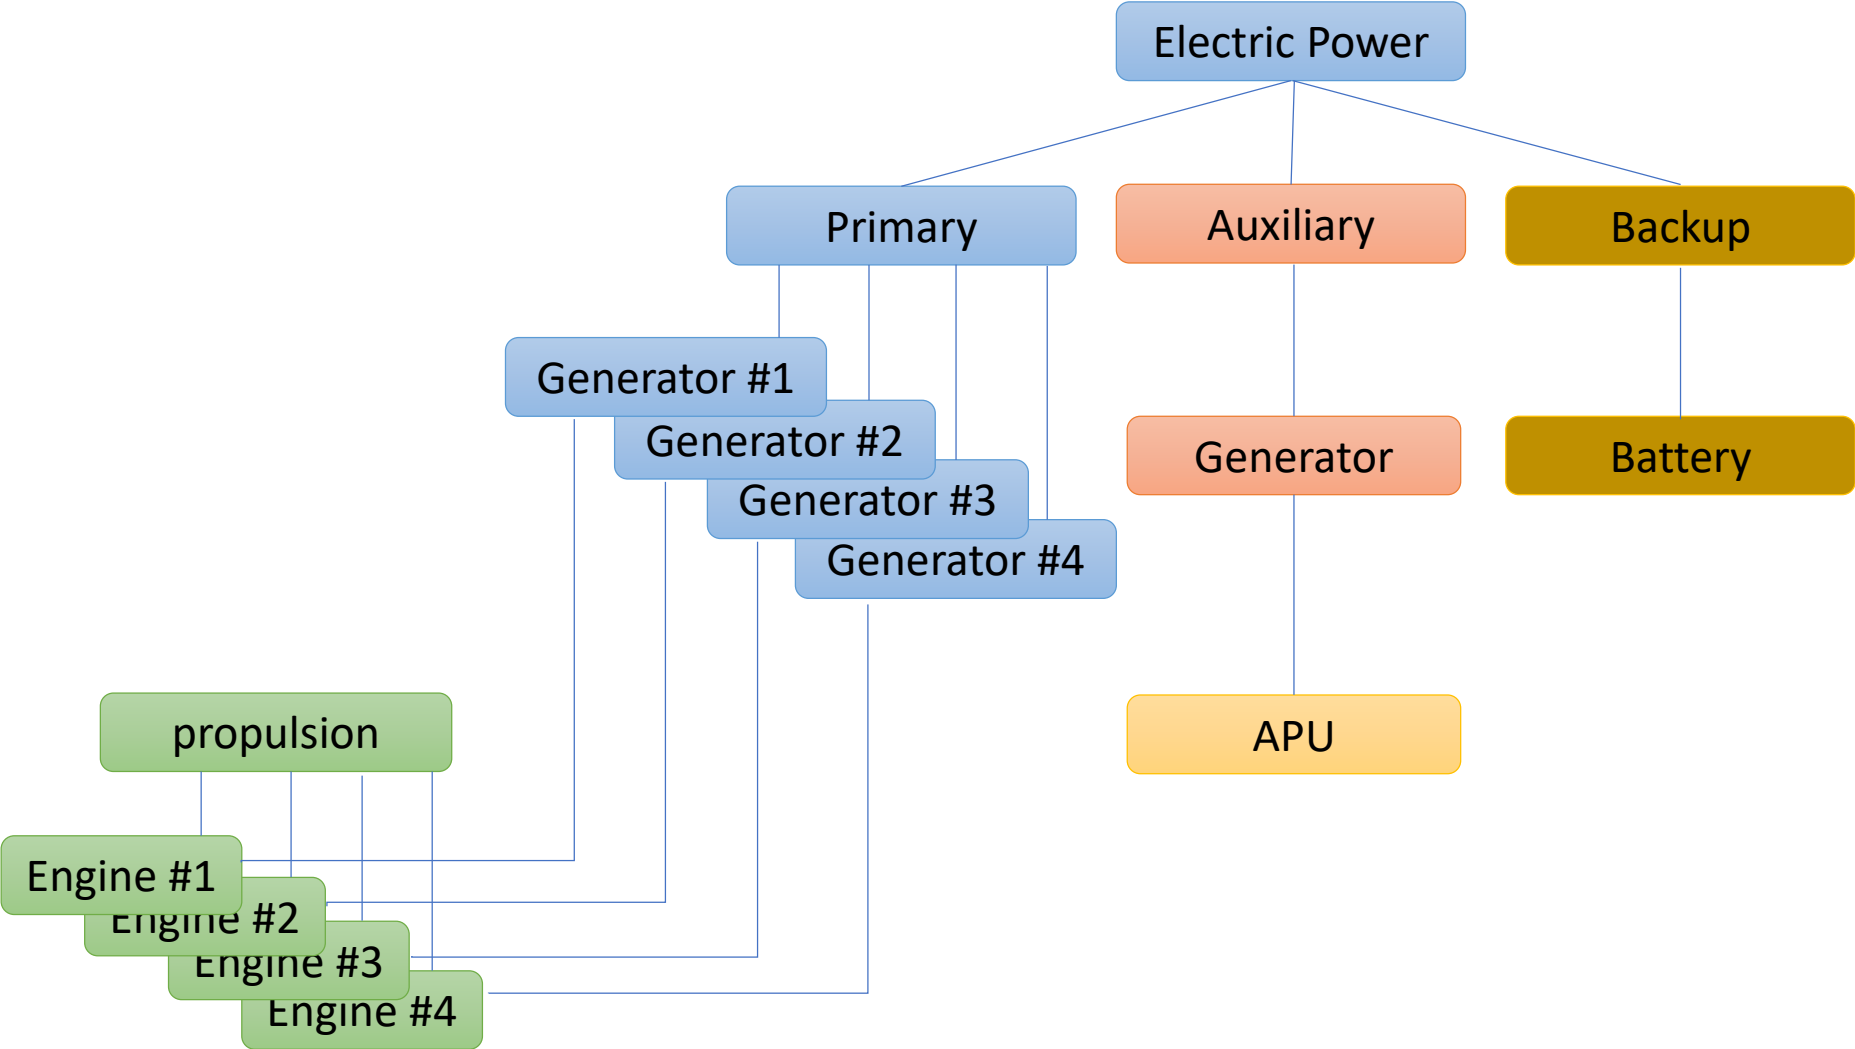 Electric Power
Primary
Auxiliary
Backup
Generator #1
Generator #2
Generator #3
Generator #4
Generator
Battery
propulsion
APU
Engine #1
Engine #2
Engine #3
Engine #4